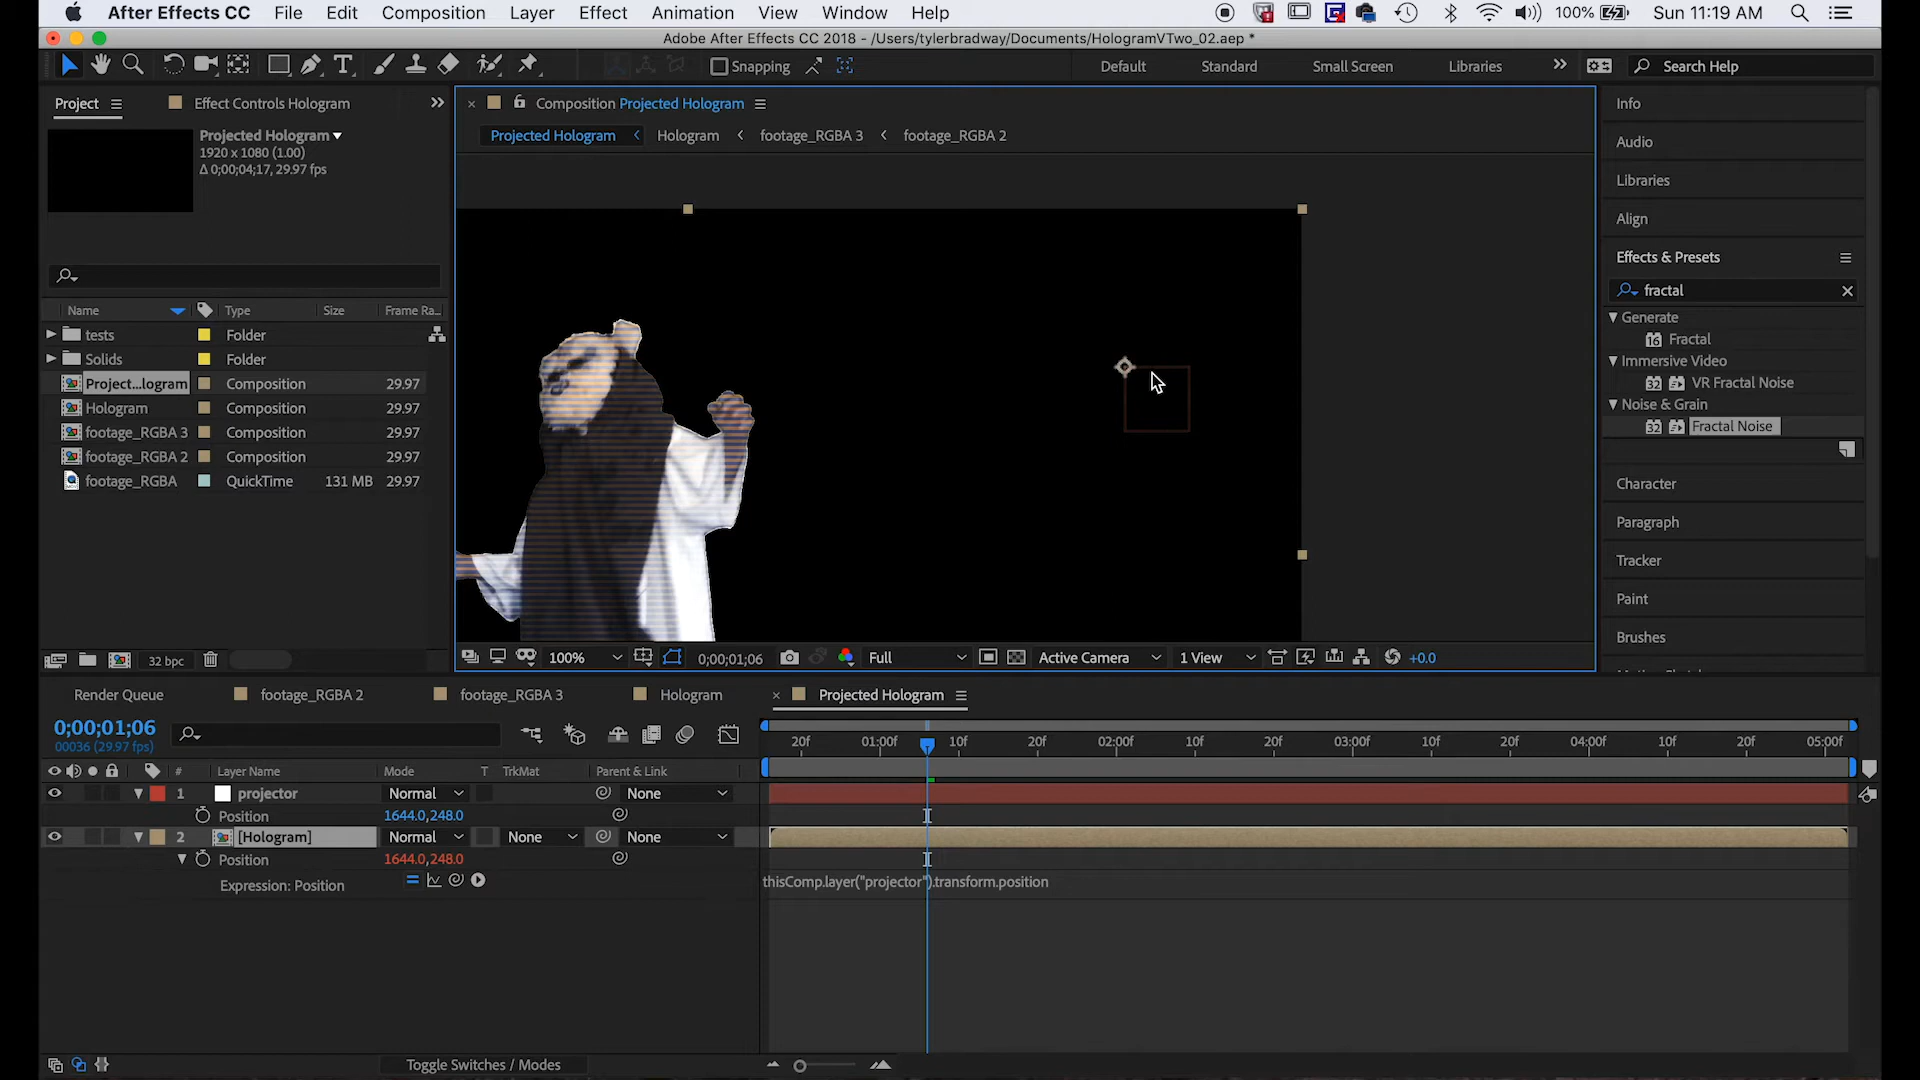 After Effects CC File Edit Composition Layer Effect Animation View Window Help 100% Sun 11:19 AM
Adobe After Effects CC 2018 - /Users/tylerbradway/Documents/HologramVTwo_02.aep *
Snapping Default Standard Small Screen Libraries Search Help
Project Effect Controls Hologram
Composition Projected Hologram
Projected Hologram
1920 x 1080 (1.00)
Δ 0;00;04;17, 29.97 fps
Projected Hologram Hologram footage_RGBA 3 footage_RGBA 2
Name Type Size Frame Ra...
tests Folder
Solids Folder
Project...logram Composition 29.97
Hologram Composition 29.97
footage_RGBA 3 Composition 29.97
footage_RGBA 2 Composition 29.97
footage_RGBA QuickTime 131 MB 29.97
32 bpc
100% 0;00;01;06 Full Active Camera 1 View +0.0
Info
Audio
Libraries
Align
Effects & Presets
fractal
Generate
16 Fractal
Immersive Video
32 VR Fractal Noise
Noise & Grain
32 Fractal Noise
Character
Paragraph
Tracker
Paint
Brushes
Render Queue footage_RGBA 2 footage_RGBA 3 Hologram Projected Hologram
0;00;01;06
00036 (29.97 fps)
20f 01:00f 10f 20f 02:00f 10f 20f 03:00f 10f 20f 04:00f 10f 20f 05:00f
# Layer Name Mode T TrkMat Parent & Link
1 projector Normal None
Position 1644.0,248.0
2 [Hologram] Normal None None
Position 1644.0,248.0
Expression: Position thisComp.layer("projector").transform.position
Toggle Switches / Modes